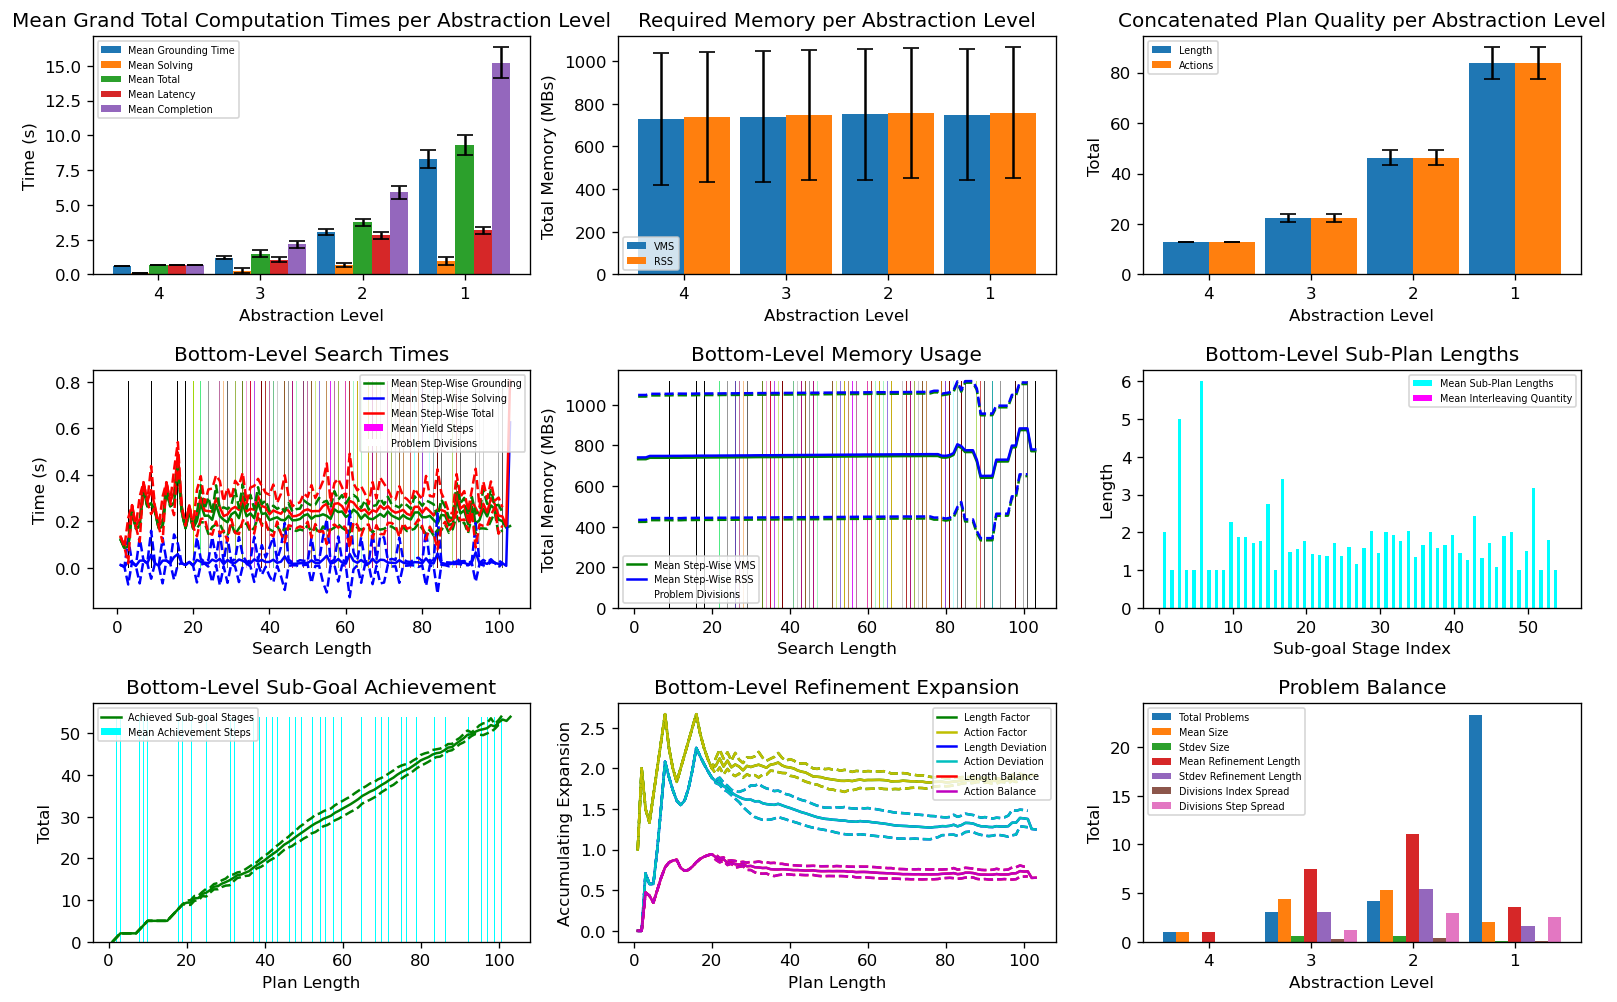 Mean Grand Total Computation Times per Abstraction Level
Time (s)
15.0
12.5
10.0
7.5
5.0
2.5
0.0
Mean Grounding Time
Mean Solving
Mean Total
Mean Latency
Mean Completion
4 3 2 1
Abstraction Level
Required Memory per Abstraction Level
Total Memory (MBs)
1000
800
600
400
200
0
VMS
RSS
4 3 2 1
Abstraction Level
Concatenated Plan Quality per Abstraction Level
Total
80
60
40
20
0
Length
Actions
4 3 2 1
Abstraction Level
Bottom-Level Search Times
Time (s)
0.8
0.6
0.4
0.2
0.0
Mean Step-Wise Grounding
Mean Step-Wise Solving
Mean Step-Wise Total
Mean Yield Steps
Problem Divisions
0 20 40 60 80 100
Search Length
Bottom-Level Memory Usage
Total Memory (MBs)
1000
800
600
400
200
0
Mean Step-Wise VMS
Mean Step-Wise RSS
Problem Divisions
0 20 40 60 80 100
Search Length
Bottom-Level Sub-Plan Lengths
Length
6
5
4
3
2
1
0
Mean Sub-Plan Lengths
Mean Interleaving Quantity
0 10 20 30 40 50
Sub-goal Stage Index
Bottom-Level Sub-Goal Achievement
Total
50
40
30
20
10
0
Achieved Sub-goal Stages
Mean Achievement Steps
0 20 40 60 80 100
Plan Length
Bottom-Level Refinement Expansion
Accumulating Expansion
2.5
2.0
1.5
1.0
0.5
0.0
Length Factor
Action Factor
Length Deviation
Action Deviation
Length Balance
Action Balance
0 20 40 60 80 100
Plan Length
Problem Balance
Total
20
15
10
5
0
Total Problems
Mean Size
Stdev Size
Mean Refinement Length
Stdev Refinement Length
Divisions Index Spread
Divisions Step Spread
4 3 2 1
Abstraction Level